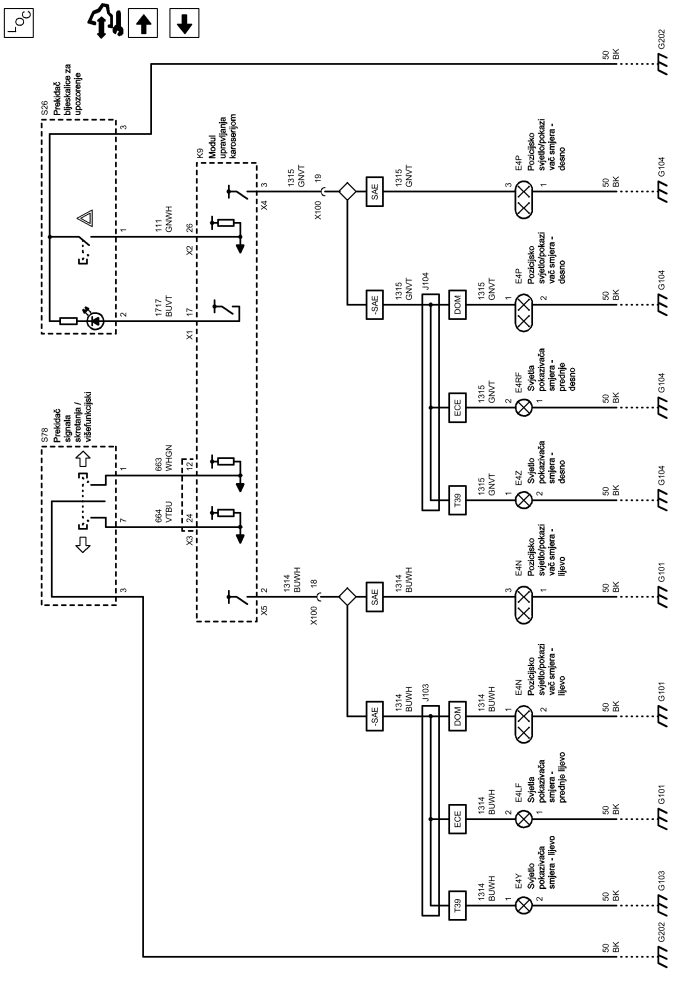 LOC
S26
Prekidač
bljeskalice za
upozorenje
3
1
2
111
GNWH
1717
BUVT
K9
Modul
upravljanja
karoserijom
26
X2
17
X1
3
X4
1315
GNVT
19
X100
SAE
1315
GNVT
3
E4P
Pozicijsko
svjetlo/pokazi
vač smjera -
desno
1
50
BK
G202
50
BK
G104
-SAE
1315
GNVT
J104
DOM
1315
GNVT
1
E4P
Pozicijsko
svjetlo/pokazi
vač smjera -
desno
2
50
BK
G104
ECE
1315
GNVT
2
E4RF
Svjetla
pokazivača
smjera -
prednje
desno
1
50
BK
G104
T39
1315
GNVT
1
E4Z
Svjetla
pokazivača
smjera -
desno
2
50
BK
G104
S78
Prekidač
signala
skretanja /
višefunkcijski
1
7
3
663
WHGN
12
664
VTBU
24
X3
2
X5
1314
BUWH
18
X100
SAE
1314
BUWH
3
E4N
Pozicijsko
svjetlo/pokazi
vač smjera -
lijevo
1
50
BK
G101
-SAE
1314
BUWH
J103
DOM
1314
BUWH
1
E4N
Pozicijsko
svjetlo/pokazi
vač smjera -
lijevo
2
50
BK
G101
ECE
1314
BUWH
2
E4LF
Svjetla
pokazivača
smjera -
prednje lijevo
1
50
BK
G101
T39
1314
BUWH
1
E4Y
Svjetlo
pokazivača
smjera - lijevo
2
50
BK
G103
50
BK
G202